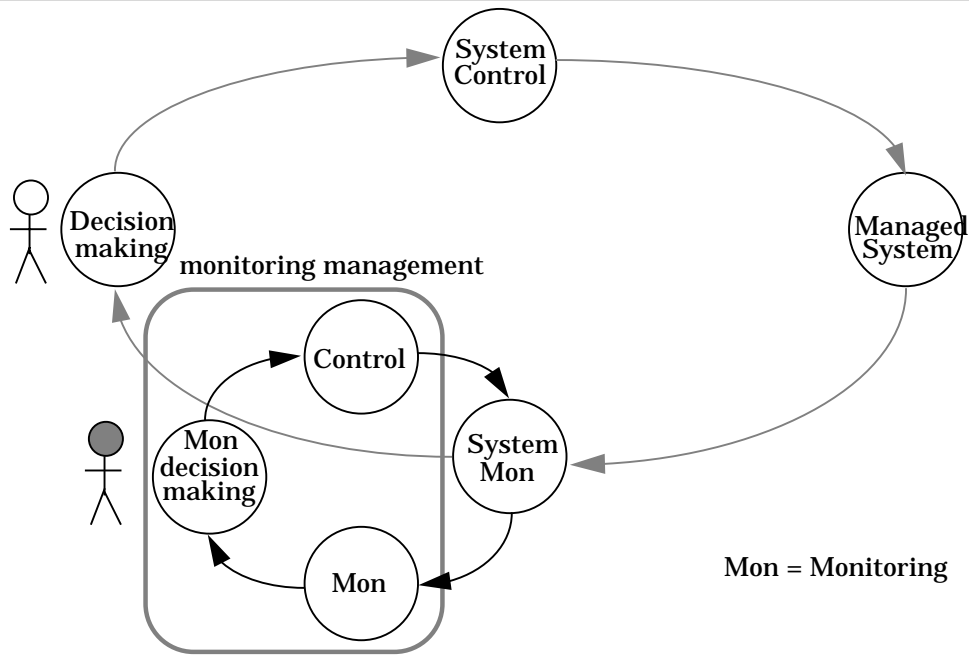 System
Control
Decision
making
Managed
System
monitoring management
Control
Mon
decision
making
System
Mon
Mon
Mon = Monitoring